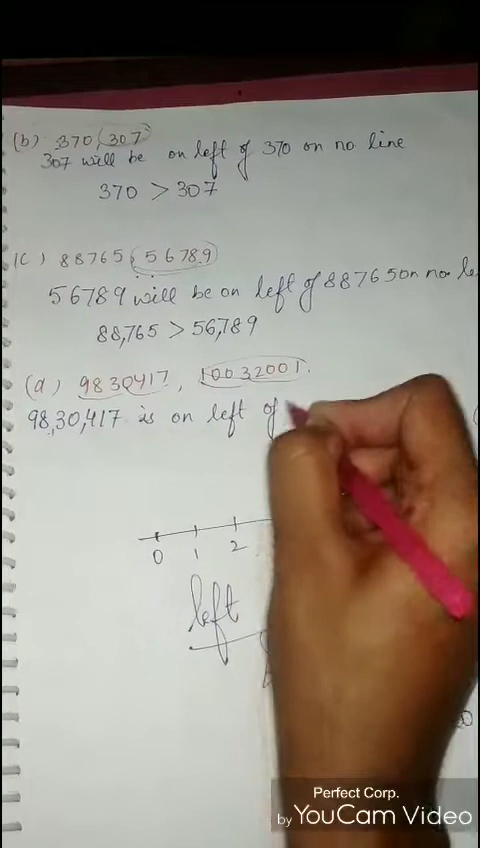 (b) 370, 307
307 will be on left of 370 on no line
370 > 307
(c) 88765, 56789
56789 will be on left of 88765 on no
88,765 > 56,789
(d) 9830417, 10032001.
98,30,417 is on left of
0 1 2
left
Perfect Corp.
by YouCam Video